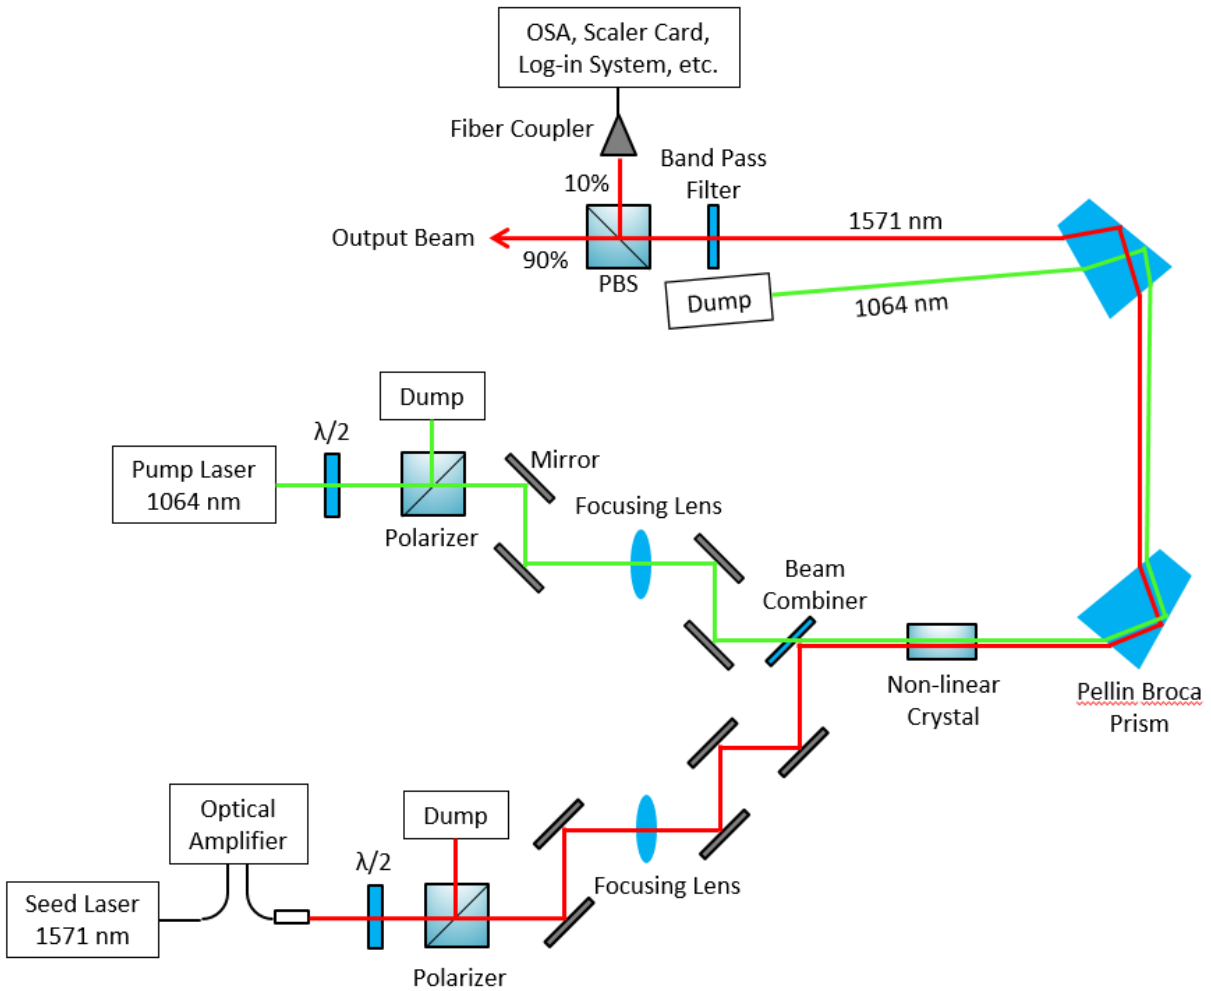 OSA, Scaler Card,
Log-in System, etc.
Fiber Coupler
Band Pass
Filter
10%
1571 nm
Output Beam
90%
PBS
Dump
1064 nm
Dump
λ/2
Mirror
Pump Laser
1064 nm
Focusing Lens
Polarizer
Beam
Combiner
Non-linear
Crystal
Pellin Broca
Prism
Optical
Amplifier
Dump
λ/2
Focusing Lens
Seed Laser
1571 nm
Polarizer